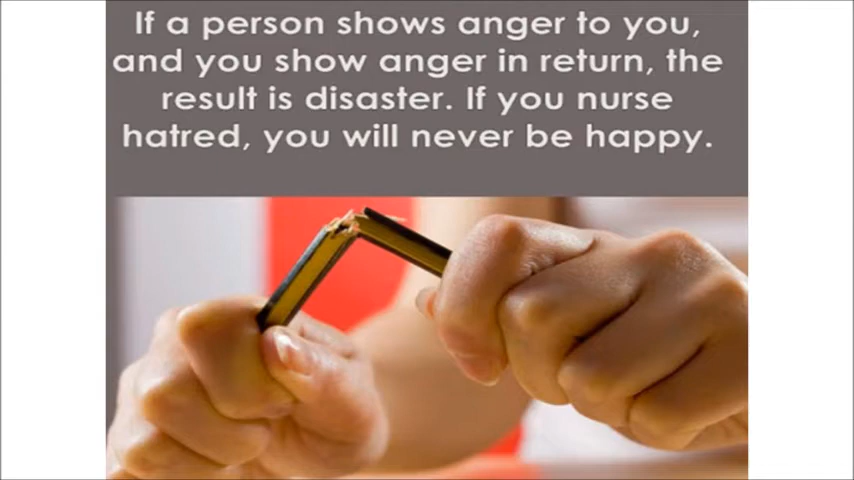 If a person shows anger to you,
and you show anger in return, the
result is disaster. If you nurse
hatred, you will never be happy.